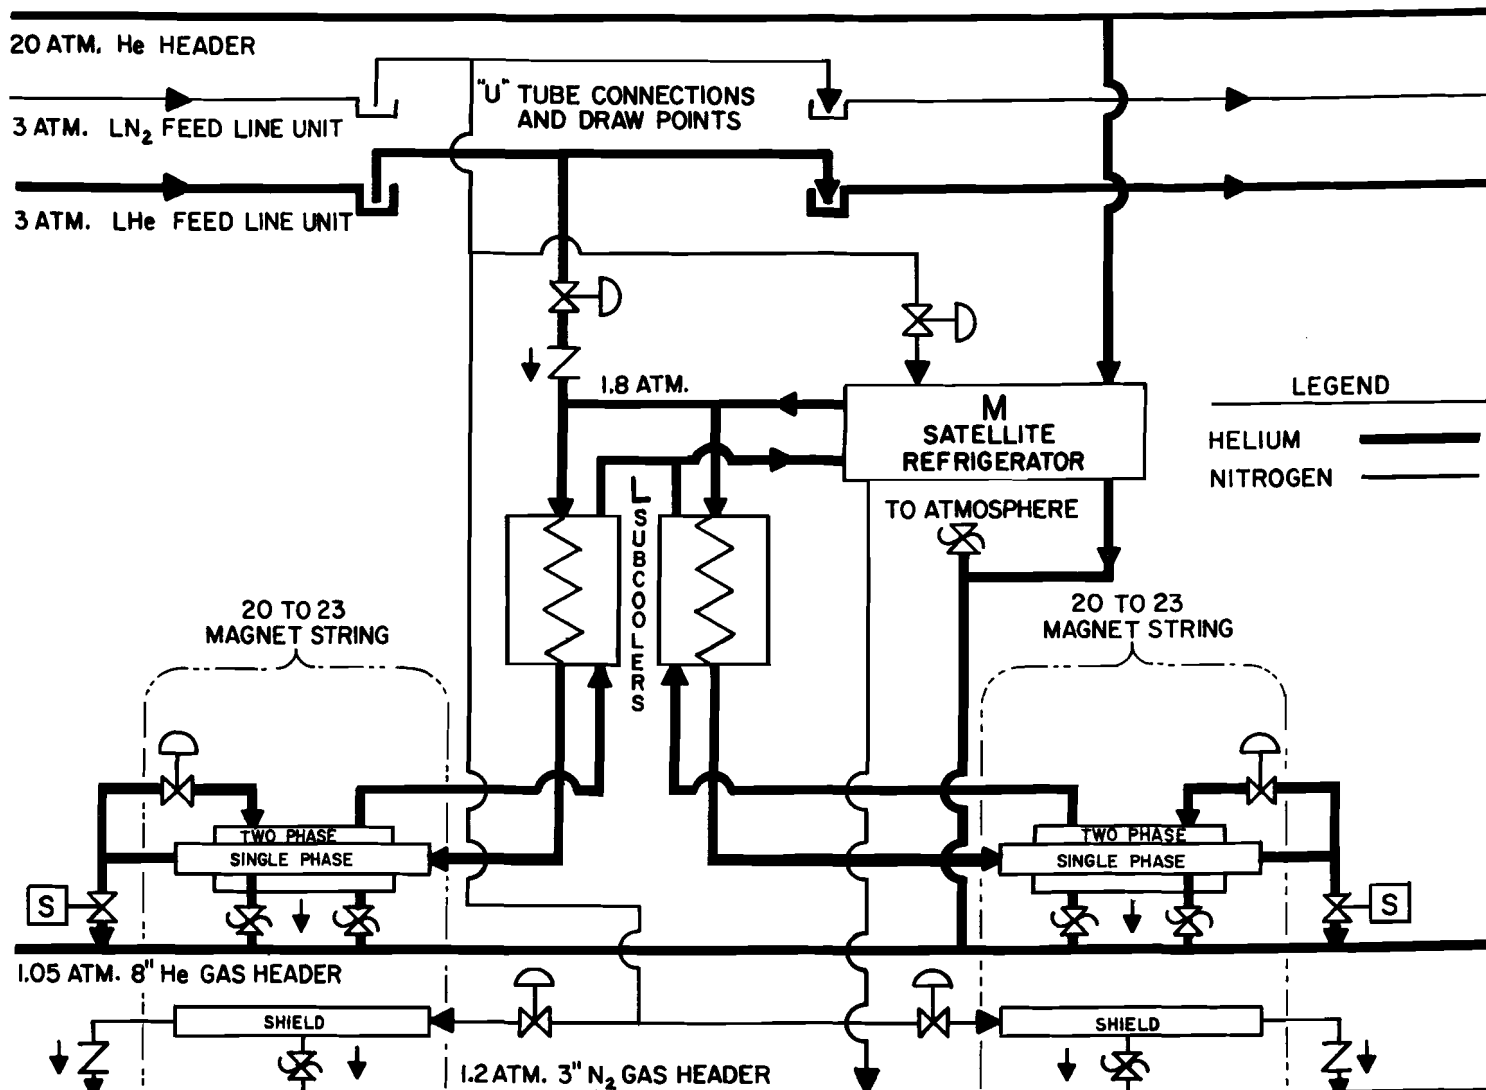 20 ATM. He HEADER
"U" TUBE CONNECTIONS
AND DRAW POINTS
3 ATM. LN₂ FEED LINE UNIT
3 ATM. LHe FEED LINE UNIT
1.8 ATM.
M
SATELLITE
REFRIGERATOR
LEGEND
HELIUM
NITROGEN
L SUBCOOLERS
TO ATMOSPHERE
20 TO 23
MAGNET STRING
20 TO 23
MAGNET STRING
TWO PHASE
SINGLE PHASE
TWO PHASE
SINGLE PHASE
S
S
1.05 ATM. 8" He GAS HEADER
SHIELD
SHIELD
1.2 ATM. 3" N₂ GAS HEADER